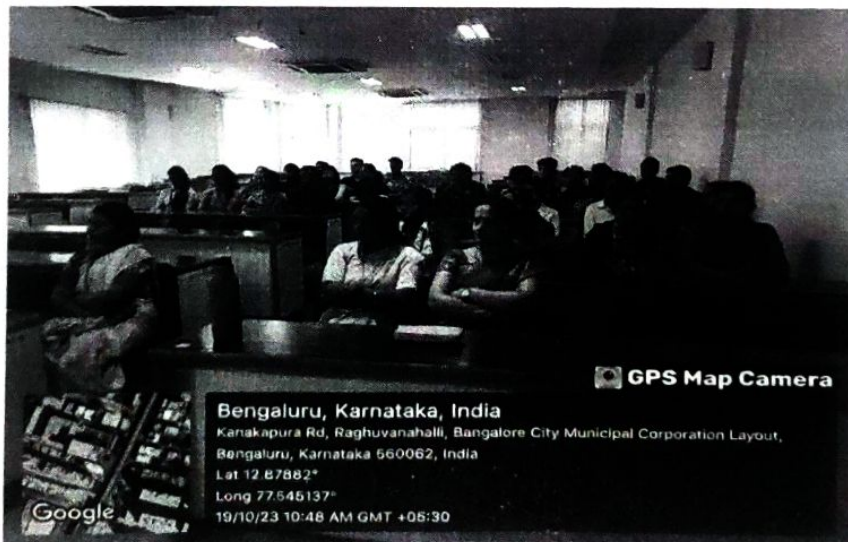 GPS Map Camera
Bengaluru, Karnataka, India
Kanakapura Rd, Raghuvanahalli, Bangalore City Municipal Corporation Layout,
Bengaluru, Karnataka 560062, India
Lat 12.87882°
Long 77.545137°
19/10/23 10:48 AM GMT +05:30
Google